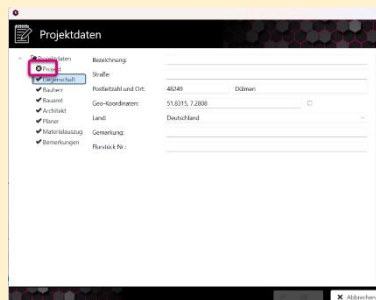 Projektdaten
Projektdaten
Projekt
Liegenschaft
Bauherr
Bauamt
Architekt
Planer
Materialauszug
Bemerkungen
Bezeichnung:
Straße:
Postleitzahl und Ort: 48249 Dülmen
Geo-Koordinaten: 51.8315, 7.2808
Land: Deutschland
Gemarkung:
Flurstück Nr.:
Abbrechen